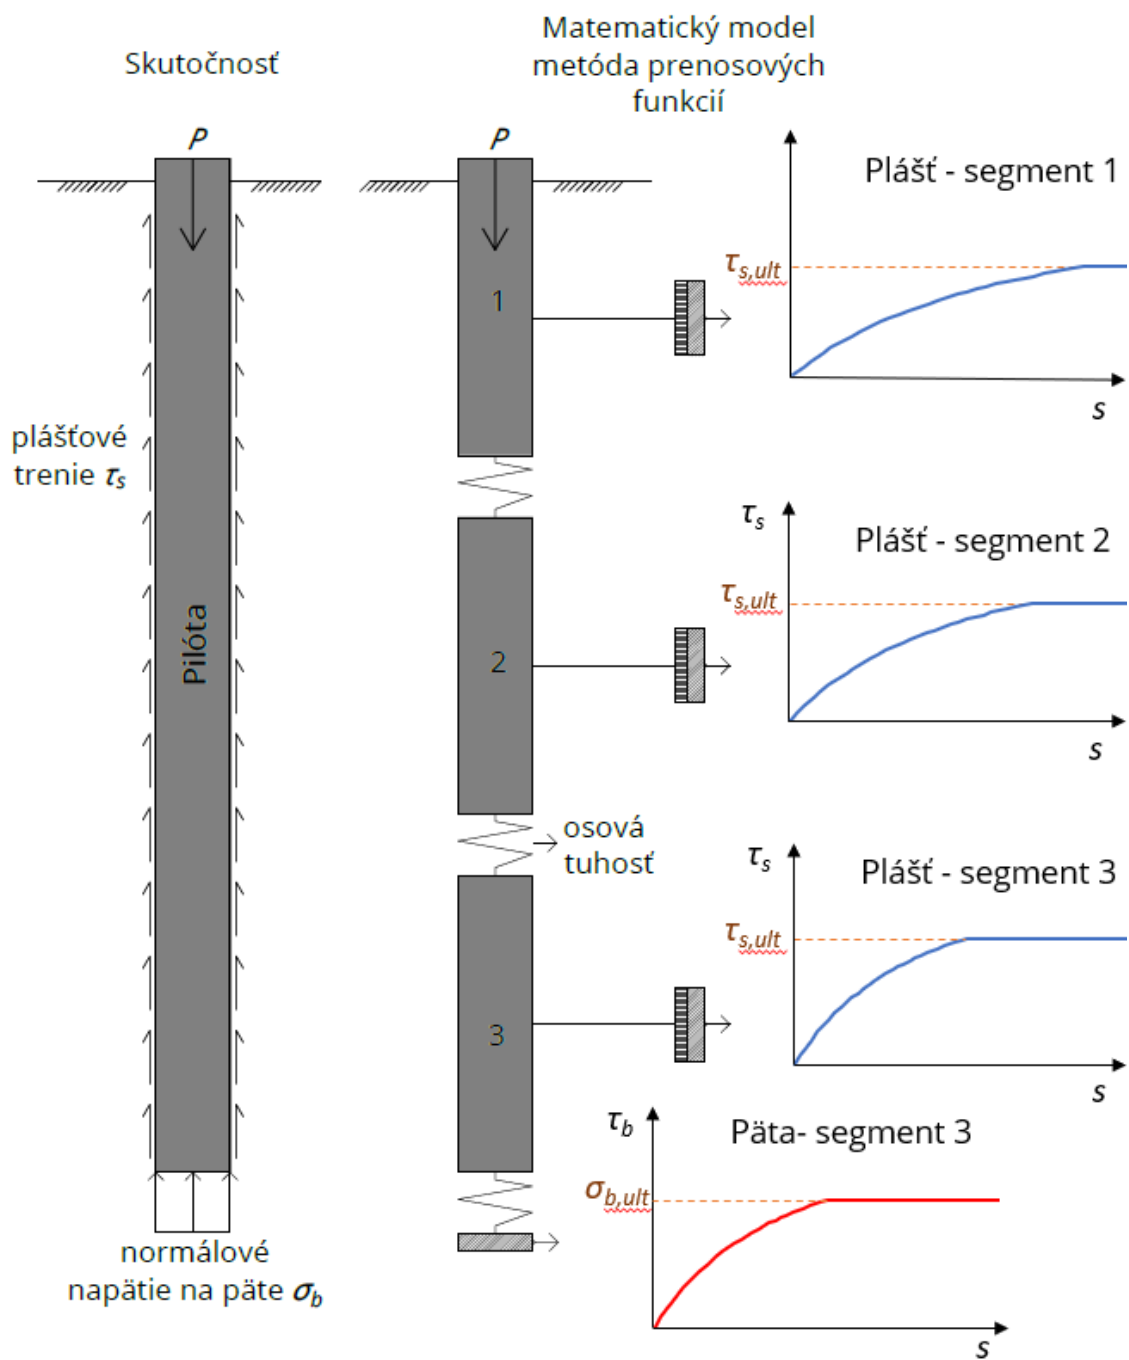 Skutočnosť
Matematický model
metóda prenosových
funkcií
P
P
Plášť - segment 1
τs,ult
1
s
plášťové
trenie τs
τs
Plášť - segment 2
τs,ult
Pilóta
2
s
osová
tuhosť
τs
Plášť - segment 3
τs,ult
3
s
τb
Päta- segment 3
σb,ult
normálové
napätie na päte σb
s